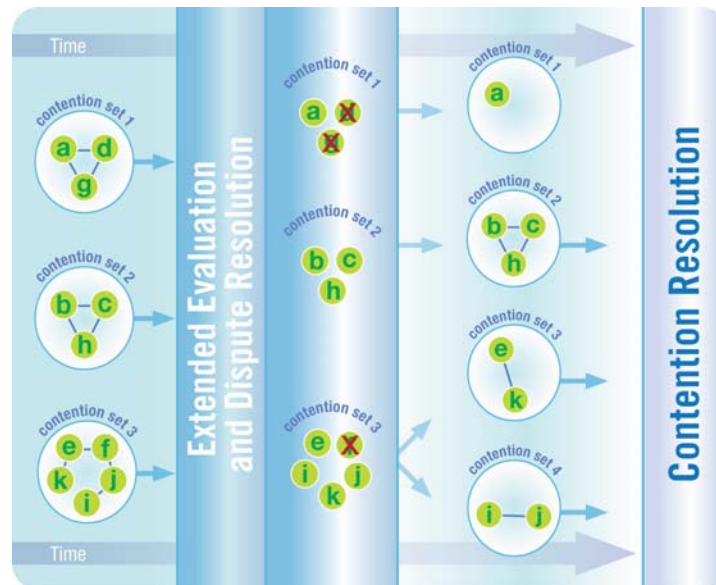 Time
contention set 1
a d
g
contention set 2
b c
h
contention set 3
e f
k j
i
Time
Extended Evaluation
and Dispute Resolution
contention set 1
a
contention set 2
b c
h
contention set 3
e
i j
k
contention set 1
a
contention set 2
b c
h
contention set 3
e
k
contention set 4
i j
Contention Resolution